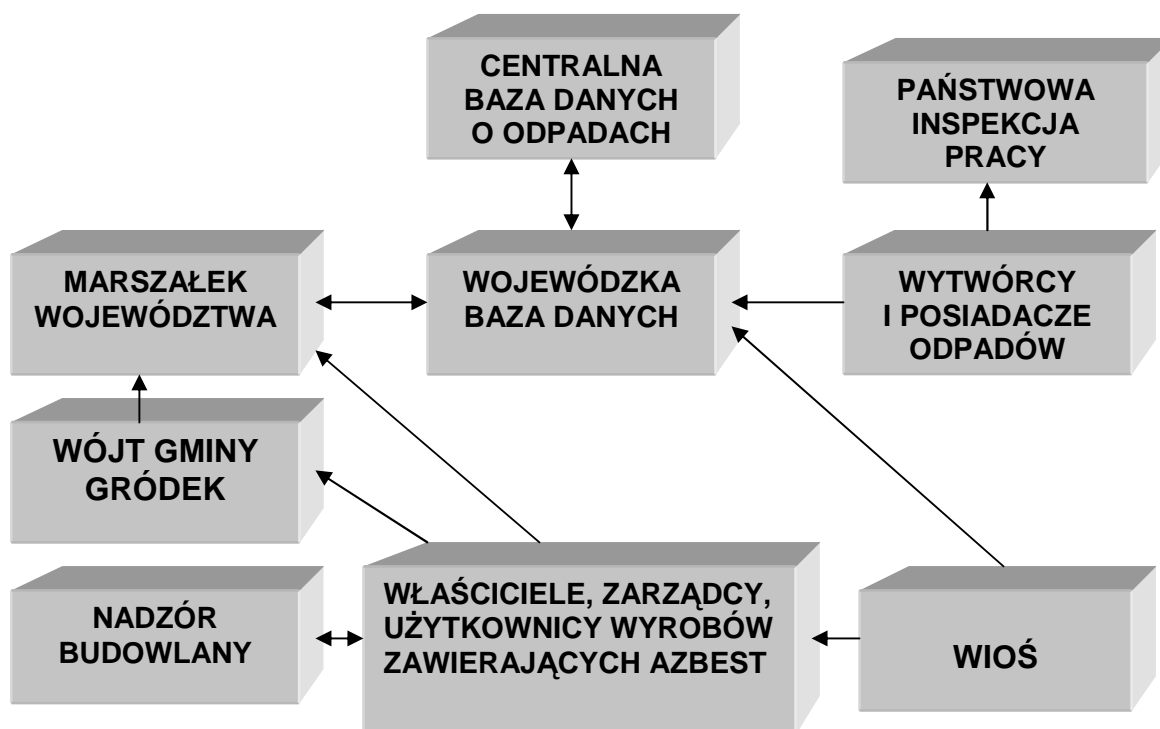 CENTRALNA
BAZA DANYCH
O ODPADACH
PAŃSTWOWA
INSPEKCJA
PRACY
MARSZAŁEK
WOJEWÓDZTWA
WOJEWÓDZKA
BAZA DANYCH
WYTWÓRCY
I POSIADACZE
ODPADÓW
WÓJT GMINY
GRÓDEK
NADZÓR
BUDOWLANY
WŁAŚCICIELE, ZARZĄDCY,
UŻYTKOWNICY WYROBÓW
ZAWIERAJĄCYCH AZBEST
WIOŚ